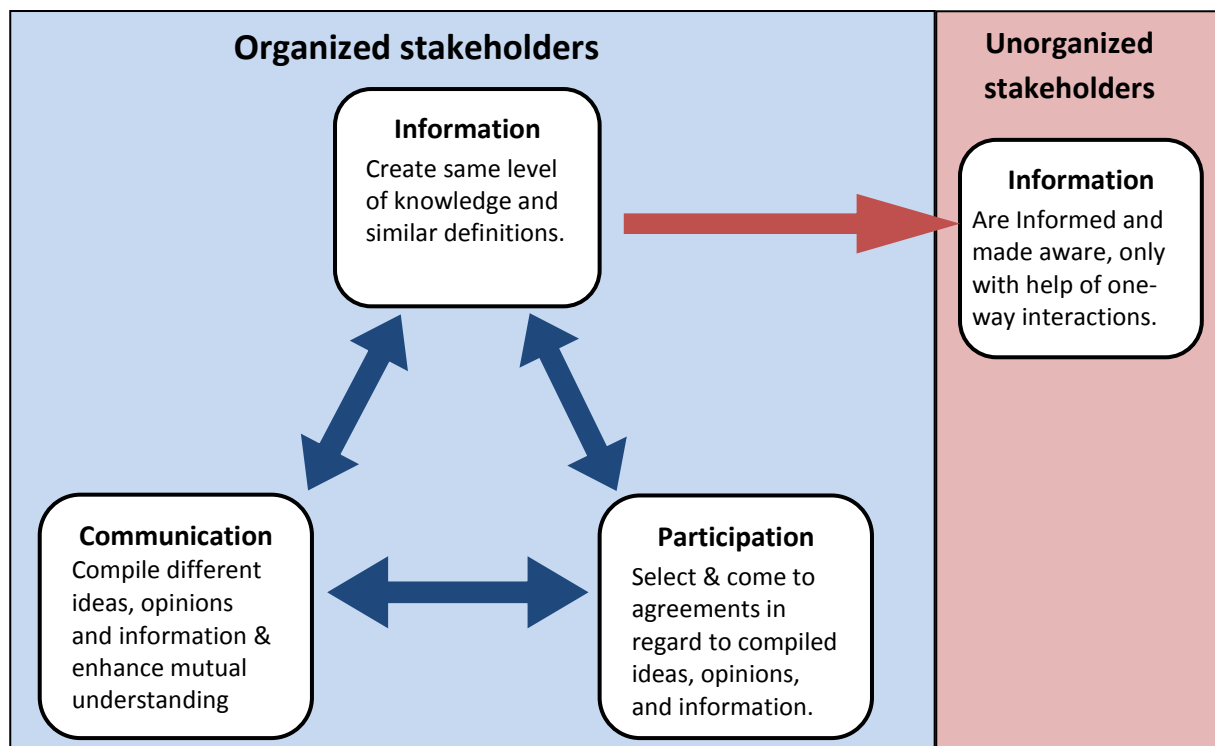 Organized stakeholders
Information
Create same level
of knowledge and
similar definitions.
Communication
Compile different
ideas, opinions
and information &
enhance mutual
understanding
Participation
Select & come to
agreements in
regard to compiled
ideas, opinions,
and information.
Unorganized
stakeholders
Information
Are Informed and
made aware, only
with help of one-
way interactions.